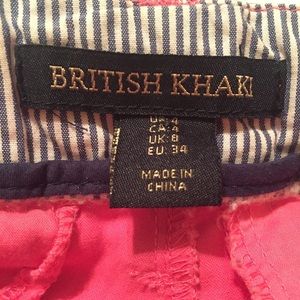 BRITISH KHAKI
CA: 4
UK: 8
EU: 34
MADE IN
CHINA